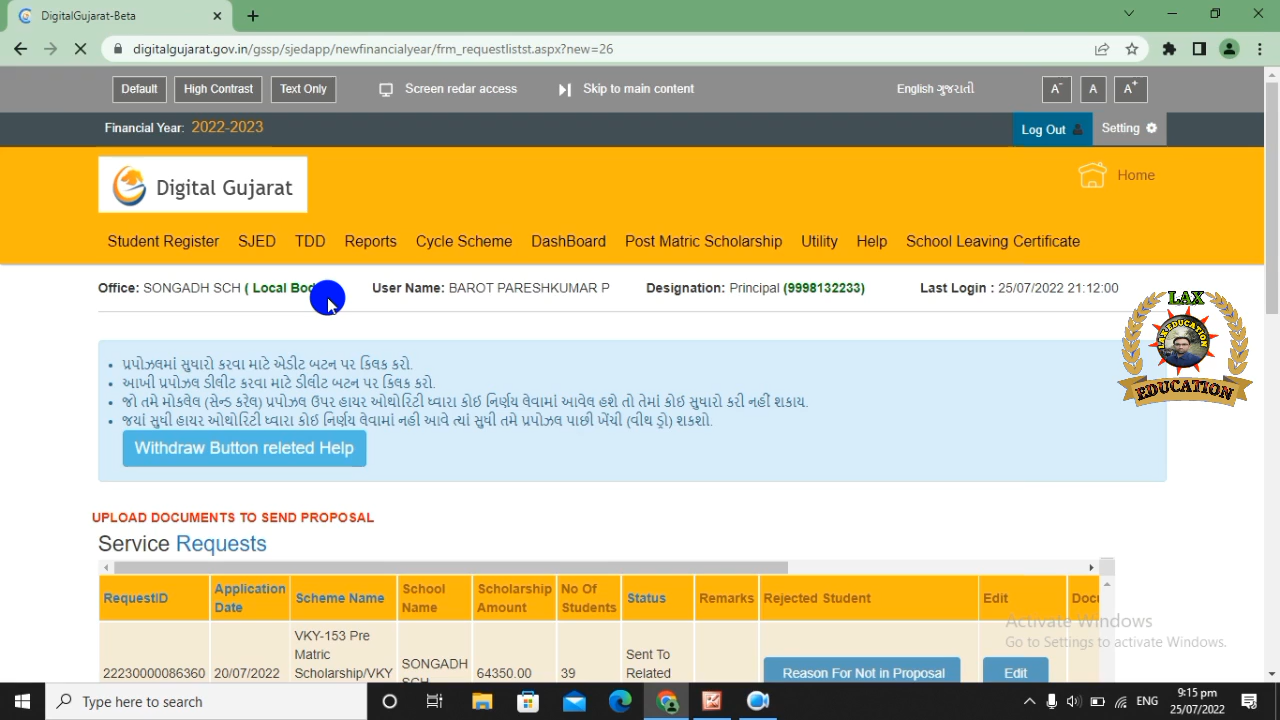 DigitalGujarat-Beta
digitalgujarat.gov.in/gssp/sjedapp/newfinancialyear/frm_requestlistst.aspx?new=26
Default High Contrast Text Only Screen redar access Skip to main content English ગુજરાતી A- A A+
Financial Year: 2022-2023 Log Out Setting
Digital Gujarat Home
Student Register SJED TDD Reports Cycle Scheme DashBoard Post Matric Scholarship Utility Help School Leaving Certificate
Office: SONGADH SCH ( Local Bod User Name: BAROT PARESHKUMAR P Designation: Principal (9998132233) Last Login : 25/07/2022 21:12:00
LAX
LAX EDUCATION
EDUCATION
પ્રપોઝલમાં સુધારો કરવા માટે એડીટ બટન પર ક્લિક કરો.
આખી પ્રપોઝલ ડીલીટ કરવા માટે ડીલીટ બટન પર ક્લિક કરો.
જો તમે મોકલેલ (સેન્ડ કરેલ) પ્રપોઝલ ઉપર હાયર ઓથોરિટી ધ્વારા કોઈ નિર્ણય લેવામાં આવેલ હશે તો તેમાં કોઈ સુધારો કરી નહીં શકાય.
જયાં સુધી હાયર ઓથોરિટી ધ્વારા કોઈ નિર્ણય લેવામાં નહી આવે ત્યાં સુધી તમે પ્રપોઝલ પાછી ખેંચી (વીથ ડ્રો) શકશો.
Withdraw Button releted Help
UPLOAD DOCUMENTS TO SEND PROPOSAL
Service Requests
RequestID Application Date Scheme Name School Name Scholarship Amount No Of Students Status Remarks Rejected Student Edit Docu
22230000086360 20/07/2022 VKY-153 Pre Matric Scholarship/VKY SONGADH SCH 64350.00 39 Sent To Related Reason For Not in Proposal Edit
Activate Windows
Go to Settings to activate Windows.
Type here to search ENG 9:15 pm
25/07/2022